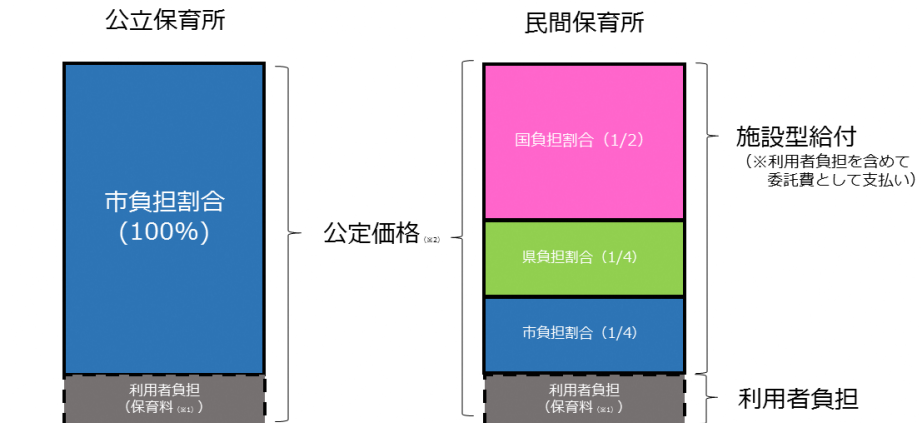 公立保育所
民間保育所
市負担割合
(100%)
国負担割合（1/2）
県負担割合（1/4）
市負担割合（1/4）
公定価格（※2）
施設型給付
（※利用者負担を含めて
委託費として支払い）
利用者負担
（保育料（※1））
利用者負担
（保育料（※1））
利用者負担